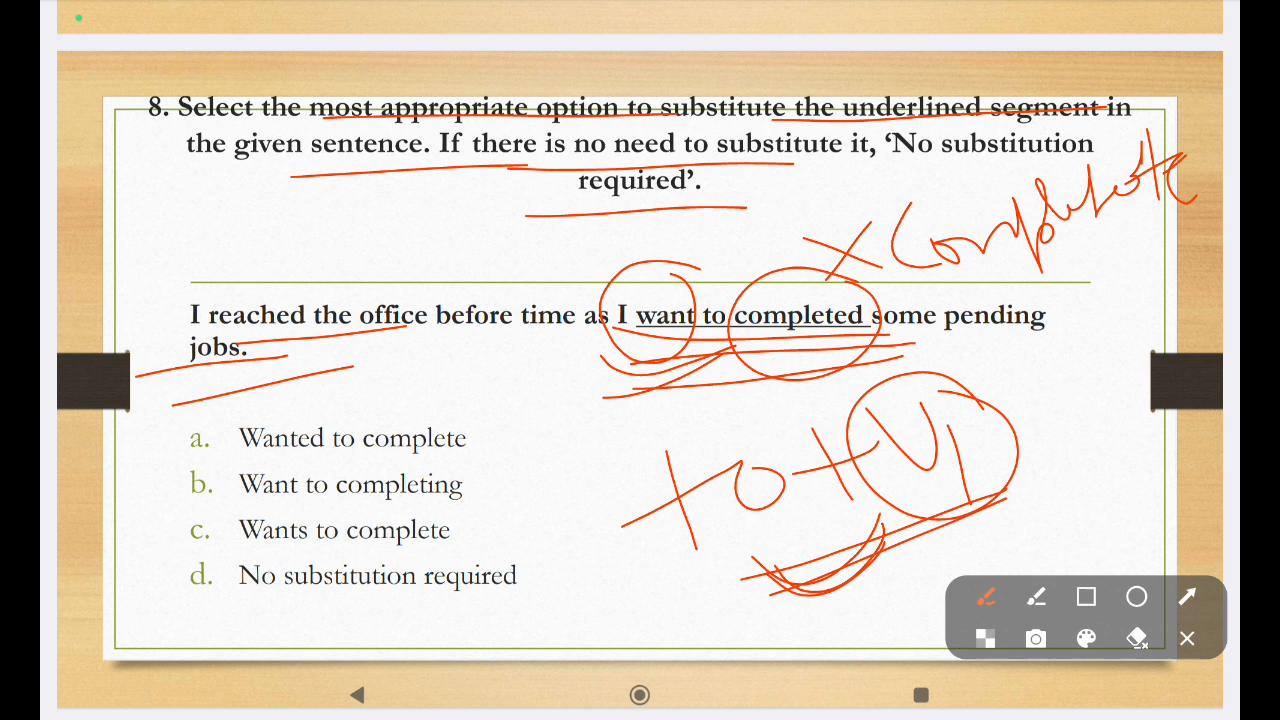 8. Select the most appropriate option to substitute the underlined segment in
the given sentence. If there is no need to substitute it, ‘No substitution
required’.
X Complete
I reached the office before time as I want to completed some pending
jobs.
to + V1
a. Wanted to complete
b. Want to completing
c. Wants to complete
d. No substitution required